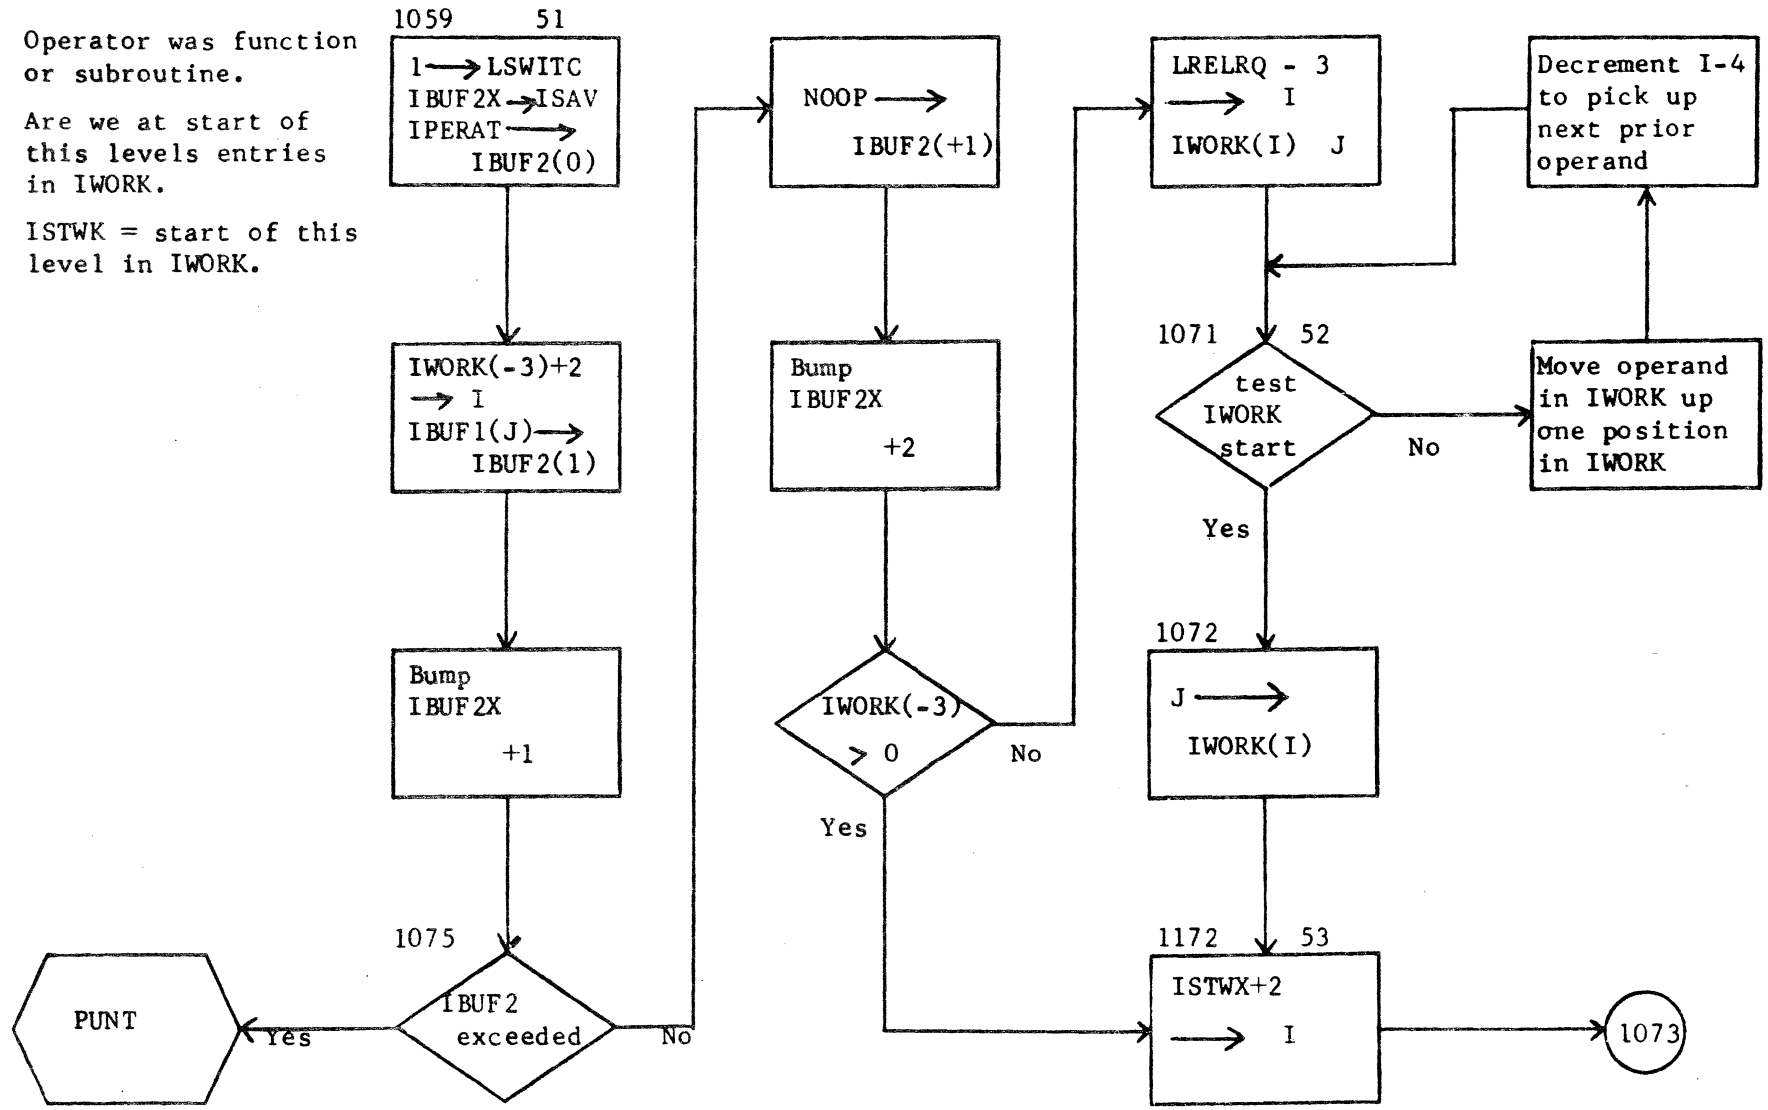 Operator was function
or subroutine.
Are we at start of
this levels entries
in IWORK.
ISTWK = start of this
level in IWORK.
1059 51
1 → LSWITC
IBUF2X → ISAV
IPERAT →
IBUF2(0)
IWORK(-3)+2
→ I
IBUF1(J) →
IBUF2(1)
Bump
IBUF2X
+1
1075
IBUF2
exceeded
Yes
No
PUNT
NOOP →
IBUF2(+1)
Bump
IBUF2X
+2
IWORK(-3)
> 0
No
Yes
LRELRQ - 3
→ I
IWORK(I) J
1071 52
test
IWORK
start
No
Yes
Move operand
in IWORK up
one position
in IWORK
Decrement I-4
to pick up
next prior
operand
1072
J →
IWORK(I)
1172 53
ISTWX+2
→ I
1073